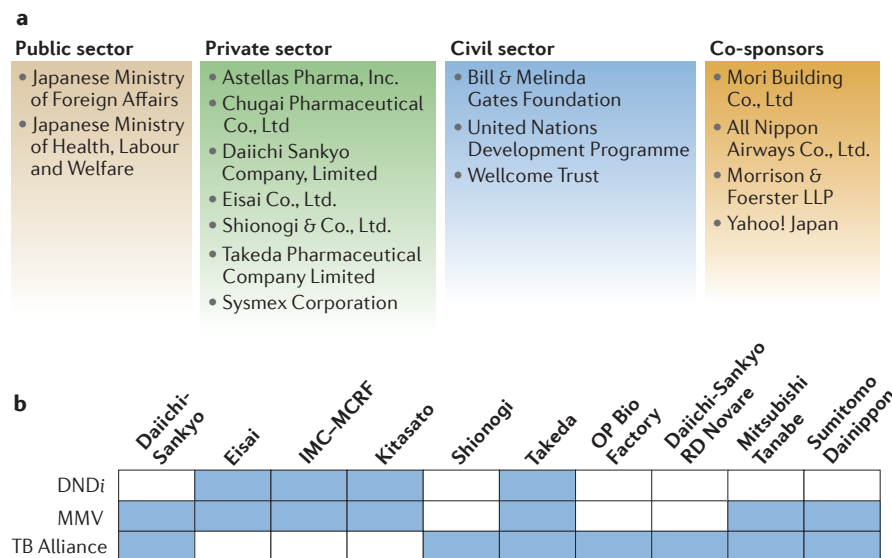 a
Public sector
• Japanese Ministry
of Foreign Affairs
• Japanese Ministry
of Health, Labour
and Welfare
Private sector
• Astellas Pharma, Inc.
• Chugai Pharmaceutical
Co., Ltd
• Daiichi Sankyo
Company, Limited
• Eisai Co., Ltd.
• Shionogi & Co., Ltd.
• Takeda Pharmaceutical
Company Limited
• Sysmex Corporation
Civil sector
• Bill & Melinda
Gates Foundation
• United Nations
Development Programme
• Wellcome Trust
Co-sponsors
• Mori Building
Co., Ltd
• All Nippon
Airways Co., Ltd.
• Morrison &
Foerster LLP
• Yahoo! Japan
b
Daiichi-
Sankyo
Eisai
IMC–MCRF
Kitasato
Shionogi
Takeda
OP Bio
Factory
Daiichi-Sankyo
RD Novare
Mitsubishi
Tanabe
Sumitomo
Dainippon
DNDi
MMV
TB Alliance